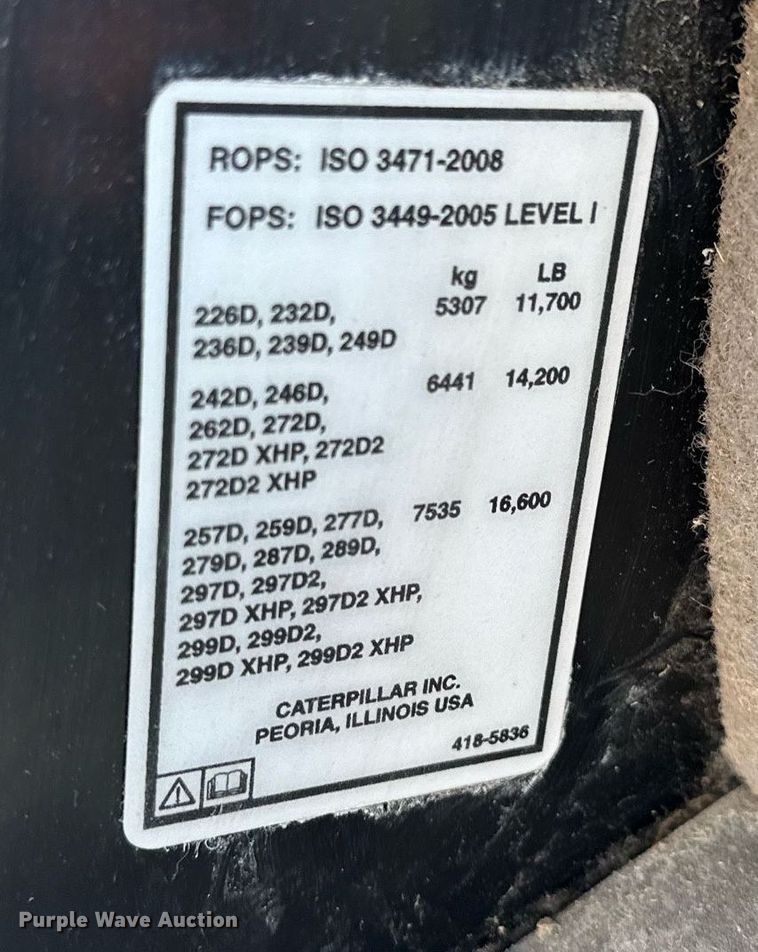 ROPS: ISO 3471-2008
FOPS: ISO 3449-2005 LEVEL I
kg LB
226D, 232D, 5307 11,700
236D, 239D, 249D
242D, 246D, 6441 14,200
262D, 272D,
272D XHP, 272D2
272D2 XHP
257D, 259D, 277D, 7535 16,600
279D, 287D, 289D,
297D, 297D2,
297D XHP, 297D2 XHP,
299D, 299D2,
299D XHP, 299D2 XHP
CATERPILLAR INC.
PEORIA, ILLINOIS USA
418-5836
Purple Wave Auction